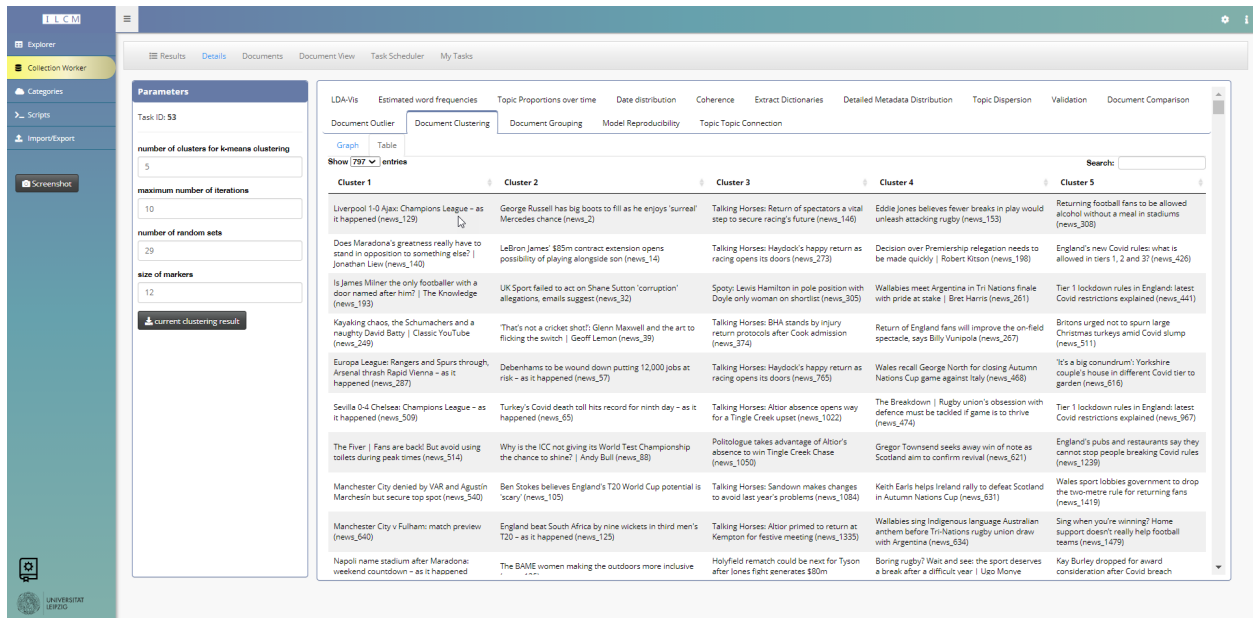 ILCM
Explorer
Collection Worker
Categories
Scripts
Import/Export
Screenshot
UNIVERSITÄT
LEIPZIG
Results Details Documents Document View Task Scheduler My Tasks
Parameters
Task ID: 53
number of clusters for k-means clustering
5
maximum number of iterations
10
number of random sets
29
size of markers
12
current clustering result
LDA-Vis Estimated word frequencies Topic Proportions over time Date distribution Coherence Extract Dictionaries Detailed Metadata Distribution Topic Dispersion Validation Document Comparison
Document Outlier Document Clustering Document Grouping Model Reproducibility Topic Topic Connection
Graph Table
Show 797 entries
Search:
Cluster 1 Cluster 2 Cluster 3 Cluster 4 Cluster 5
Liverpool 1-0 Ajax: Champions League – as
it happened (news_129)
George Russell has big boots to fill as he enjoys 'surreal'
Mercedes chance (news_2)
Talking Horses: Return of spectators a vital
step to secure racing's future (news_146)
Eddie Jones believes fewer breaks in play would
unleash attacking rugby (news_153)
Returning football fans to be allowed
alcohol without a meal in stadiums
(news_308)
Does Maradona's greatness really have to
stand in opposition to something else? |
Jonathan Liew (news_140)
LeBron James' $85m contract extension opens
possibility of playing alongside son (news_14)
Talking Horses: Haydock's happy return as
racing opens its doors (news_273)
Decision over Premiership relegation needs to
be made quickly | Robert Kitson (news_198)
England's new Covid rules: what is
allowed in tiers 1, 2 and 3? (news_426)
Is James Milner the only footballer with a
door named after him? | The Knowledge
(news_193)
UK Sport failed to act on Shane Sutton 'corruption'
allegations, emails suggest (news_32)
Spoty: Lewis Hamilton in pole position with
Doyle only woman on shortlist (news_305)
Wallabies meet Argentina in Tri Nations finale
with pride at stake | Bret Harris (news_261)
Tier 1 lockdown rules in England: latest
Covid restrictions explained (news_441)
Kayaking chaos, the Schumachers and a
naughty David Batty | Classic YouTube
(news_249)
'That's not a cricket shot!': Glenn Maxwell and the art to
flicking the switch | Geoff Lemon (news_39)
Talking Horses: BHA stands by injury
return protocols after Cook admission
(news_374)
Return of England fans will improve the on-field
spectacle, says Billy Vunipola (news_267)
Britons urged not to spurn large
Christmas turkeys amid Covid slump
(news_511)
Europa League: Rangers and Spurs through,
Arsenal thrash Rapid Vienna – as it
happened (news_287)
Debenhams to be wound down putting 12,000 jobs at
risk – as it happened (news_57)
Talking Horses: Haydock's happy return as
racing opens its doors (news_765)
Wales recall George North for closing Autumn
Nations Cup game against Italy (news_468)
'It's a big conundrum': Yorkshire
couple's house in different Covid tier to
garden (news_616)
Sevilla 0-4 Chelsea: Champions League – as
it happened (news_509)
Turkey's Covid death toll hits record for ninth day – as it
happened (news_65)
Talking Horses: Altior absence opens way
for a Tingle Creek upset (news_1022)
The Breakdown | Rugby union's obsession with
defence must be tackled if game is to thrive
(news_474)
Tier 1 lockdown rules in England: latest
Covid restrictions explained (news_967)
The Fiver | Fans are back! But avoid using
toilets during peak times (news_514)
Why is the ICC not giving its World Test Championship
the chance to shine? | Andy Bull (news_88)
Politologue takes advantage of Altior's
absence to win Tingle Creek Chase
(news_1050)
Gregor Townsend seeks away win of note as
Scotland aim to confirm revival (news_621)
England's pubs and restaurants say they
cannot stop people breaking Covid rules
(news_1239)
Manchester City denied by VAR and Agustín
Marchesín but secure top spot (news_540)
Ben Stokes believes England's T20 World Cup potential is
'scary' (news_105)
Talking Horses: Sandown makes changes
to avoid last year's problems (news_1084)
Keith Earls helps Ireland rally to defeat Scotland
in Autumn Nations Cup (news_631)
Wales sport lobbies government to drop
the two-metre rule for returning fans
(news_1419)
Manchester City v Fulham: match preview
(news_640)
England beat South Africa by nine wickets in third men's
T20 – as it happened (news_125)
Talking Horses: Altior primed to return at
Kempton for festive meeting (news_1335)
Wallabies sing Indigenous language Australian
anthem before Tri-Nations rugby union draw
with Argentina (news_634)
Sing when you're winning? Home
support doesn't really help football
teams (news_1479)
Napoli name stadium after Maradona:
weekend countdown – as it happened
The BAME women making the outdoors more inclusive
Holyfield rematch could be next for Tyson
after Jones fight generates $80m
Boring rugby? Wait and see: the sport deserves
a break after a difficult year | Ugo Monye
Kay Burley dropped for award
consideration after Covid breach